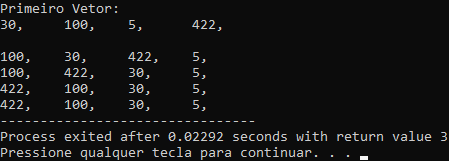 Primeiro Vetor:
30, 100, 5, 422,
100, 30, 422, 5,
100, 422, 30, 5,
422, 100, 30, 5,
422, 100, 30, 5,
--------------------------------
Process exited after 0.02292 seconds with return value 3
Pressione qualquer tecla para continuar. . .